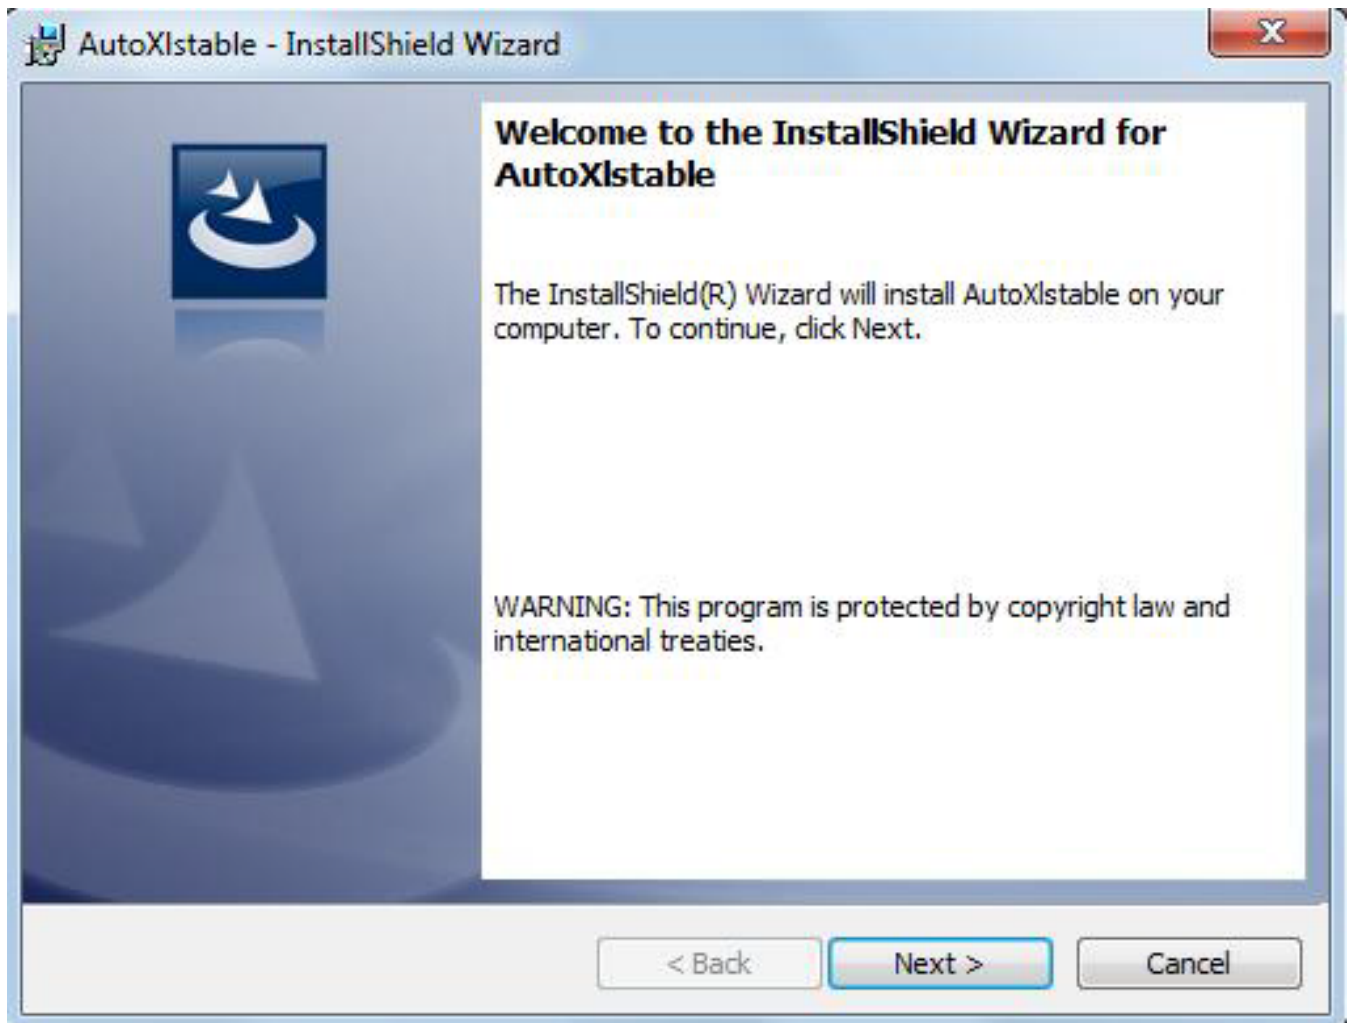 AutoXlstable - InstallShield Wizard
X
Welcome to the InstallShield Wizard for
AutoXlstable
The InstallShield(R) Wizard will install AutoXlstable on your
computer. To continue, click Next.
WARNING: This program is protected by copyright law and
international treaties.
< Back
Next >
Cancel